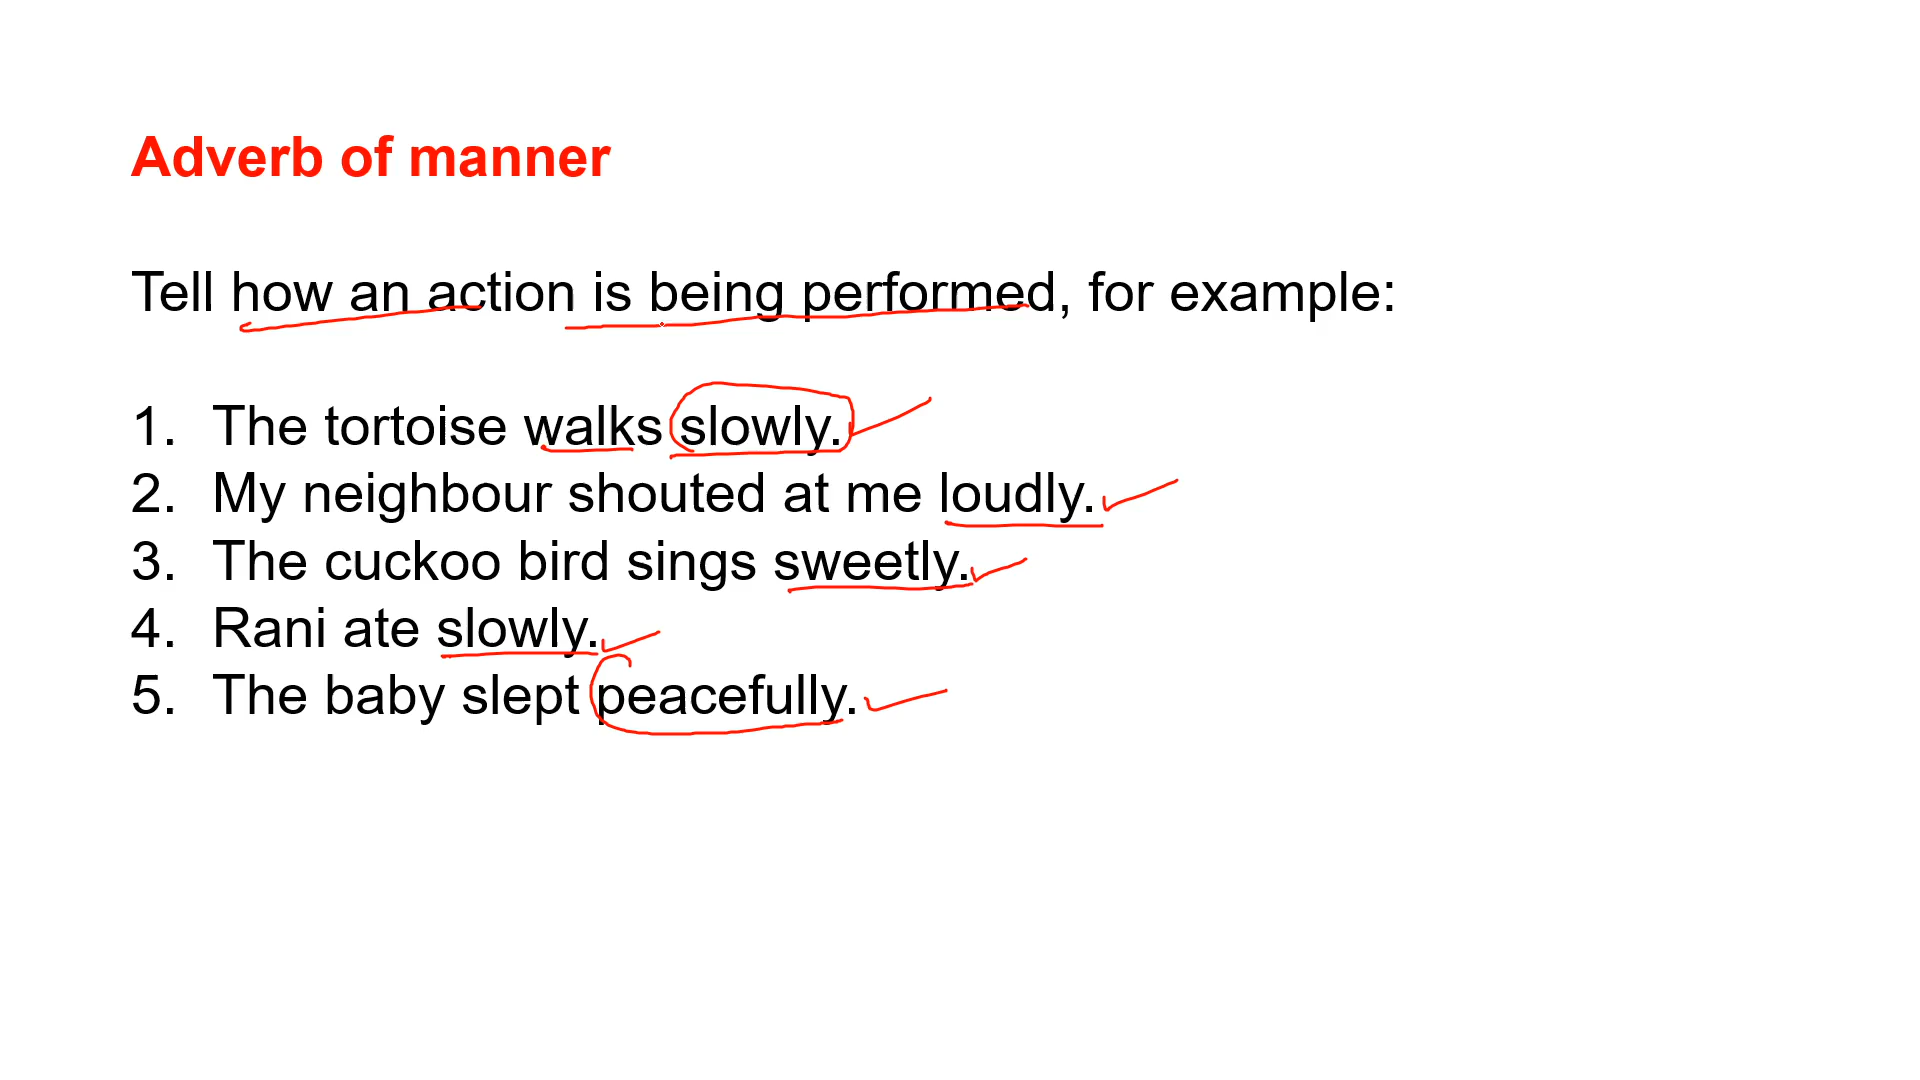 Adverb of manner
Tell how an action is being performed, for example:
1. The tortoise walks slowly.
2. My neighbour shouted at me loudly.
3. The cuckoo bird sings sweetly.
4. Rani ate slowly.
5. The baby slept peacefully.